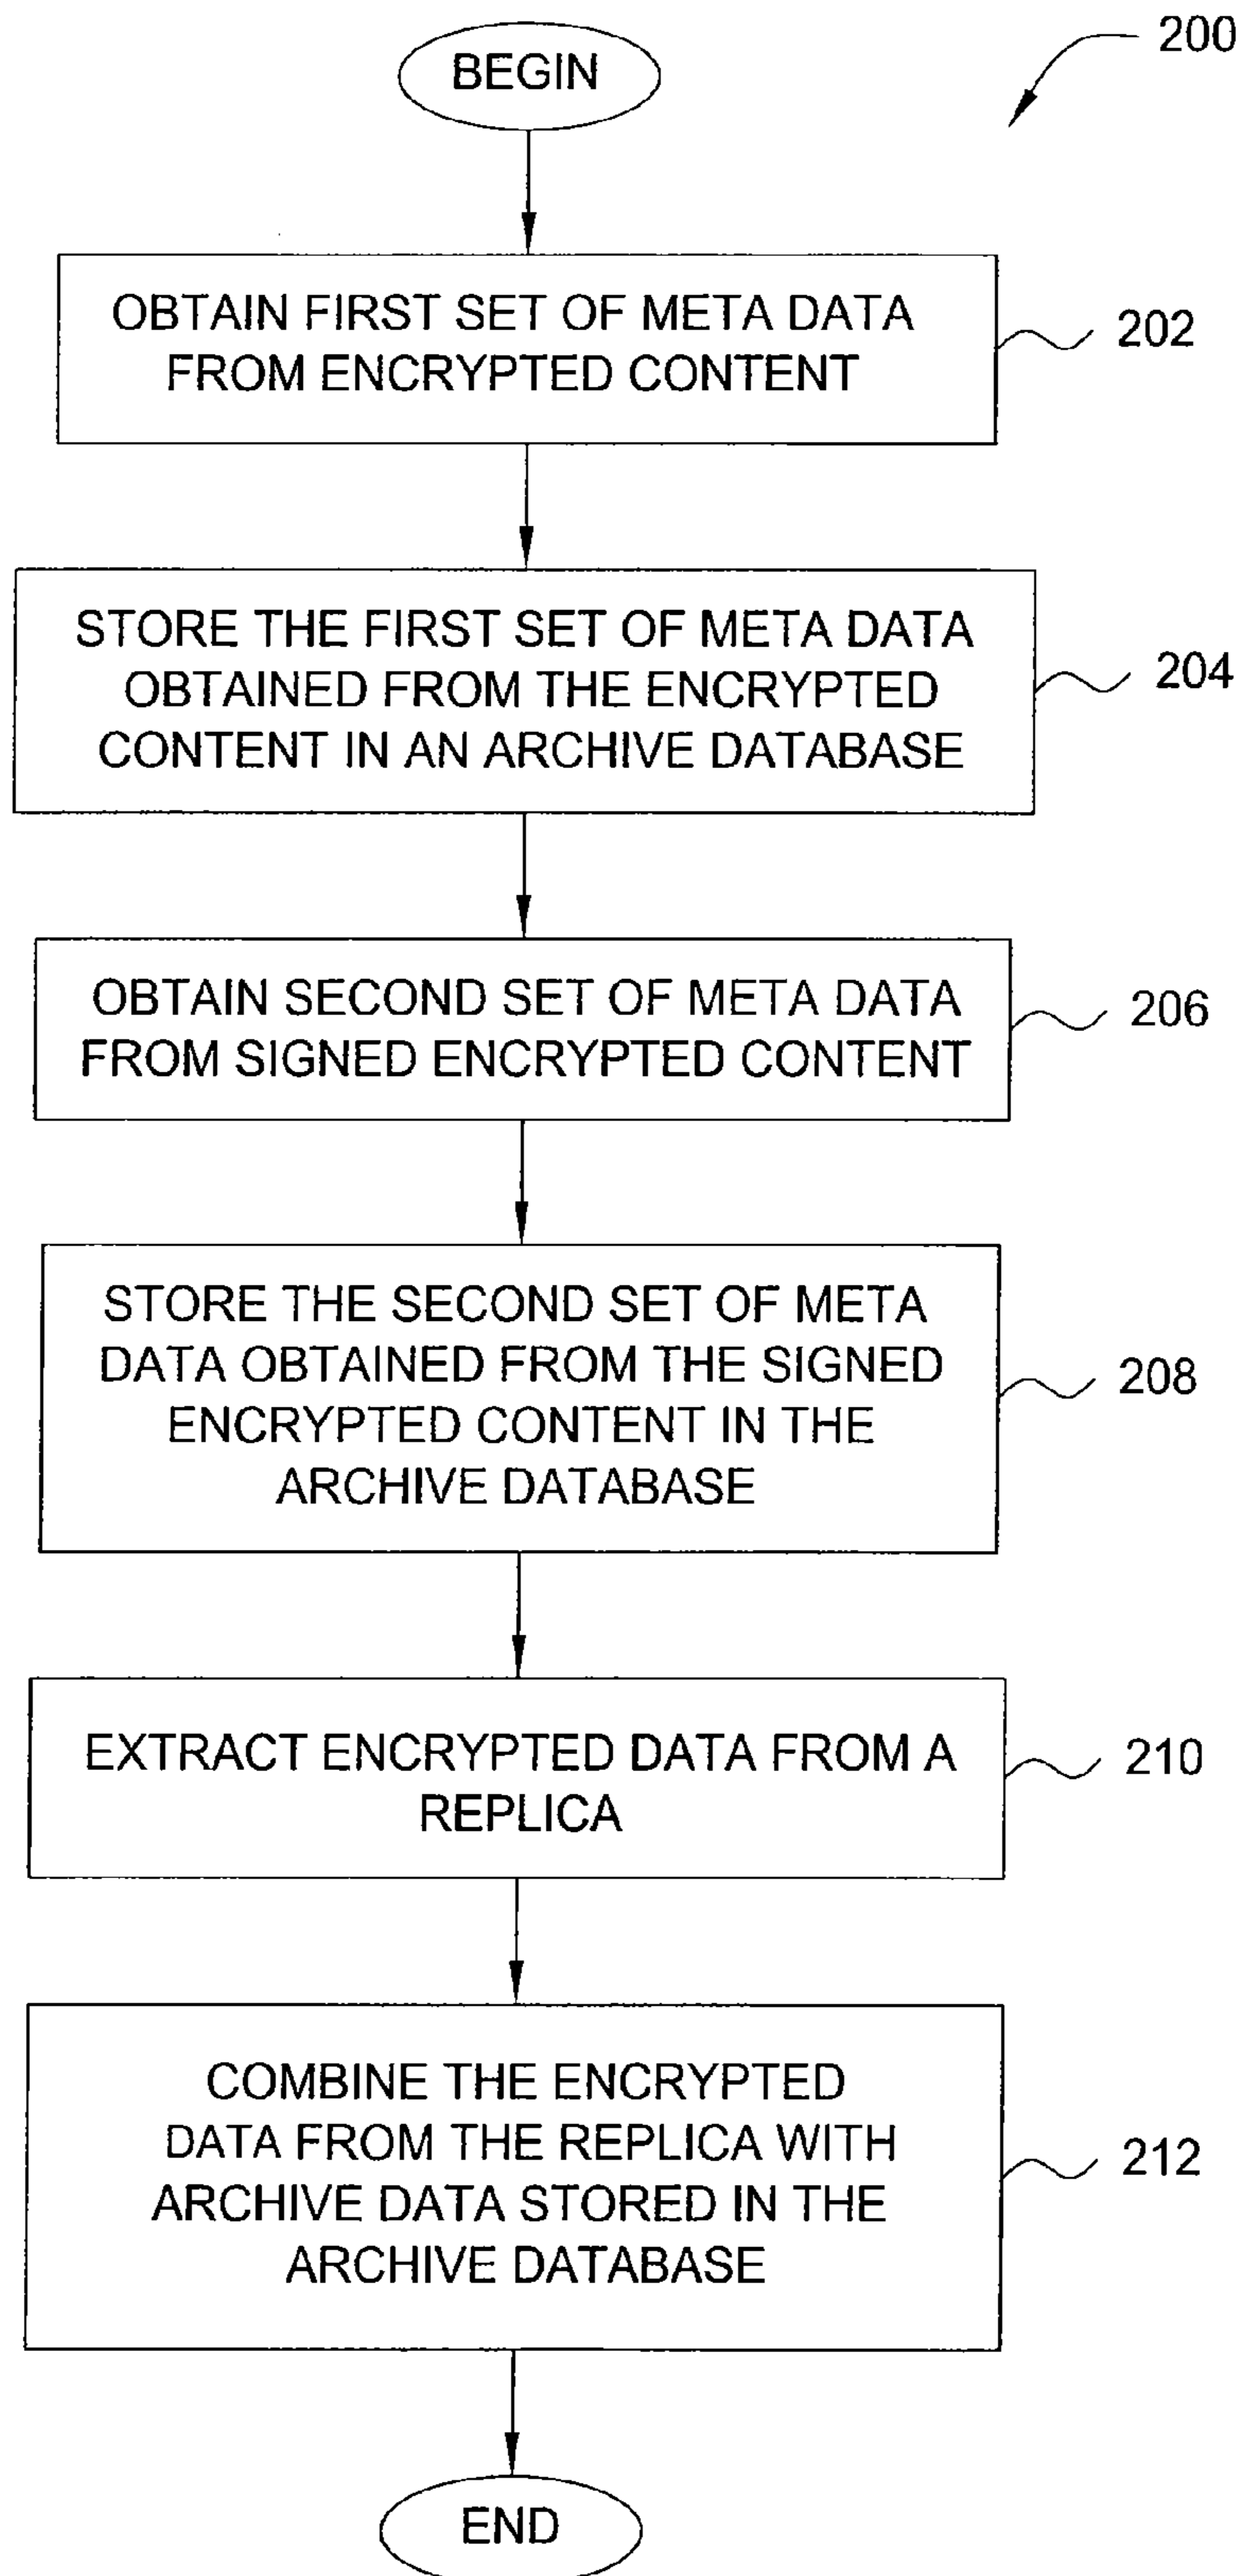 200
BEGIN
OBTAIN FIRST SET OF META DATA
FROM ENCRYPTED CONTENT
202
STORE THE FIRST SET OF META DATA
OBTAINED FROM THE ENCRYPTED
CONTENT IN AN ARCHIVE DATABASE
204
OBTAIN SECOND SET OF META DATA
FROM SIGNED ENCRYPTED CONTENT
206
STORE THE SECOND SET OF META
DATA OBTAINED FROM THE SIGNED
ENCRYPTED CONTENT IN THE
ARCHIVE DATABASE
208
EXTRACT ENCRYPTED DATA FROM A
REPLICA
210
COMBINE THE ENCRYPTED
DATA FROM THE REPLICA WITH
ARCHIVE DATA STORED IN THE
ARCHIVE DATABASE
212
END